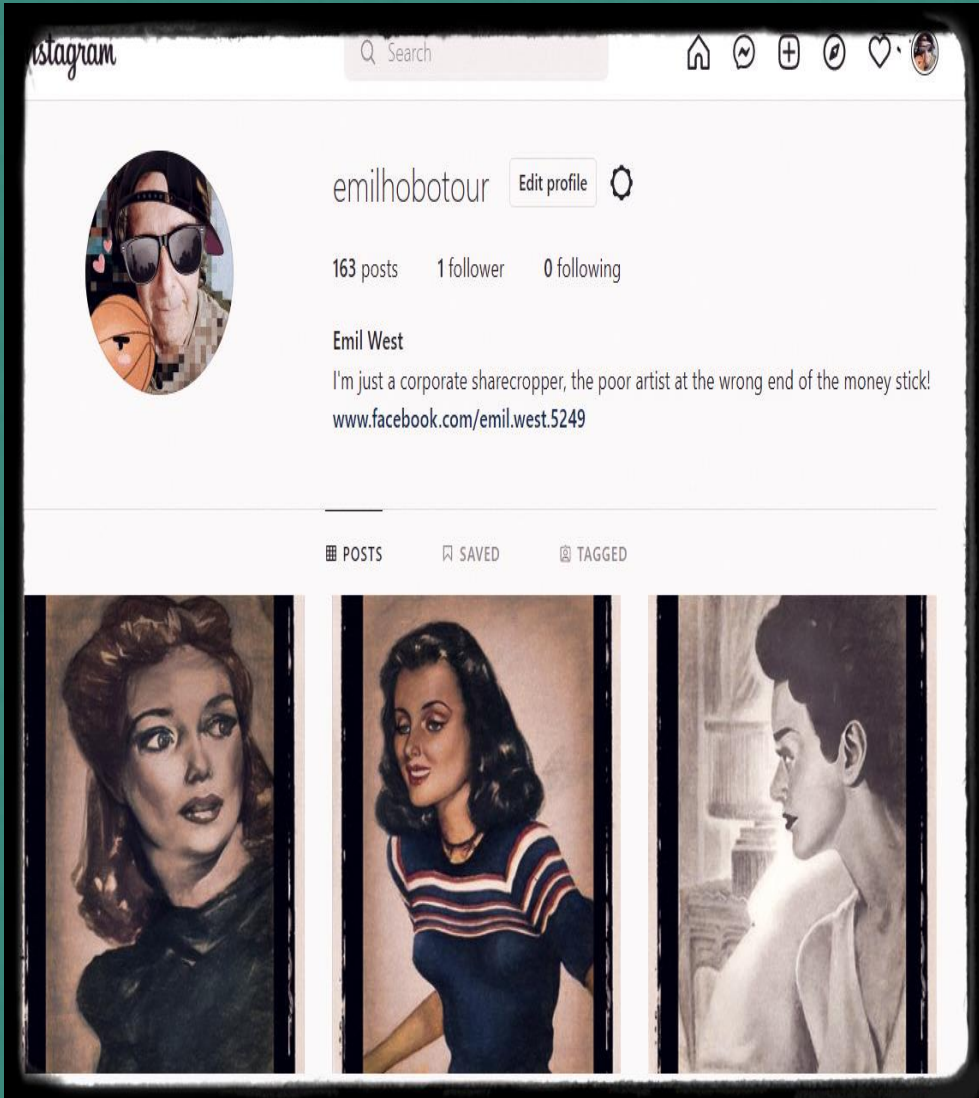 nstagram
Search
emilhobotour Edit profile
163 posts 1 follower 0 following
Emil West
I'm just a corporate sharecropper, the poor artist at the wrong end of the money stick!
www.facebook.com/emil.west.5249
POSTS SAVED TAGGED